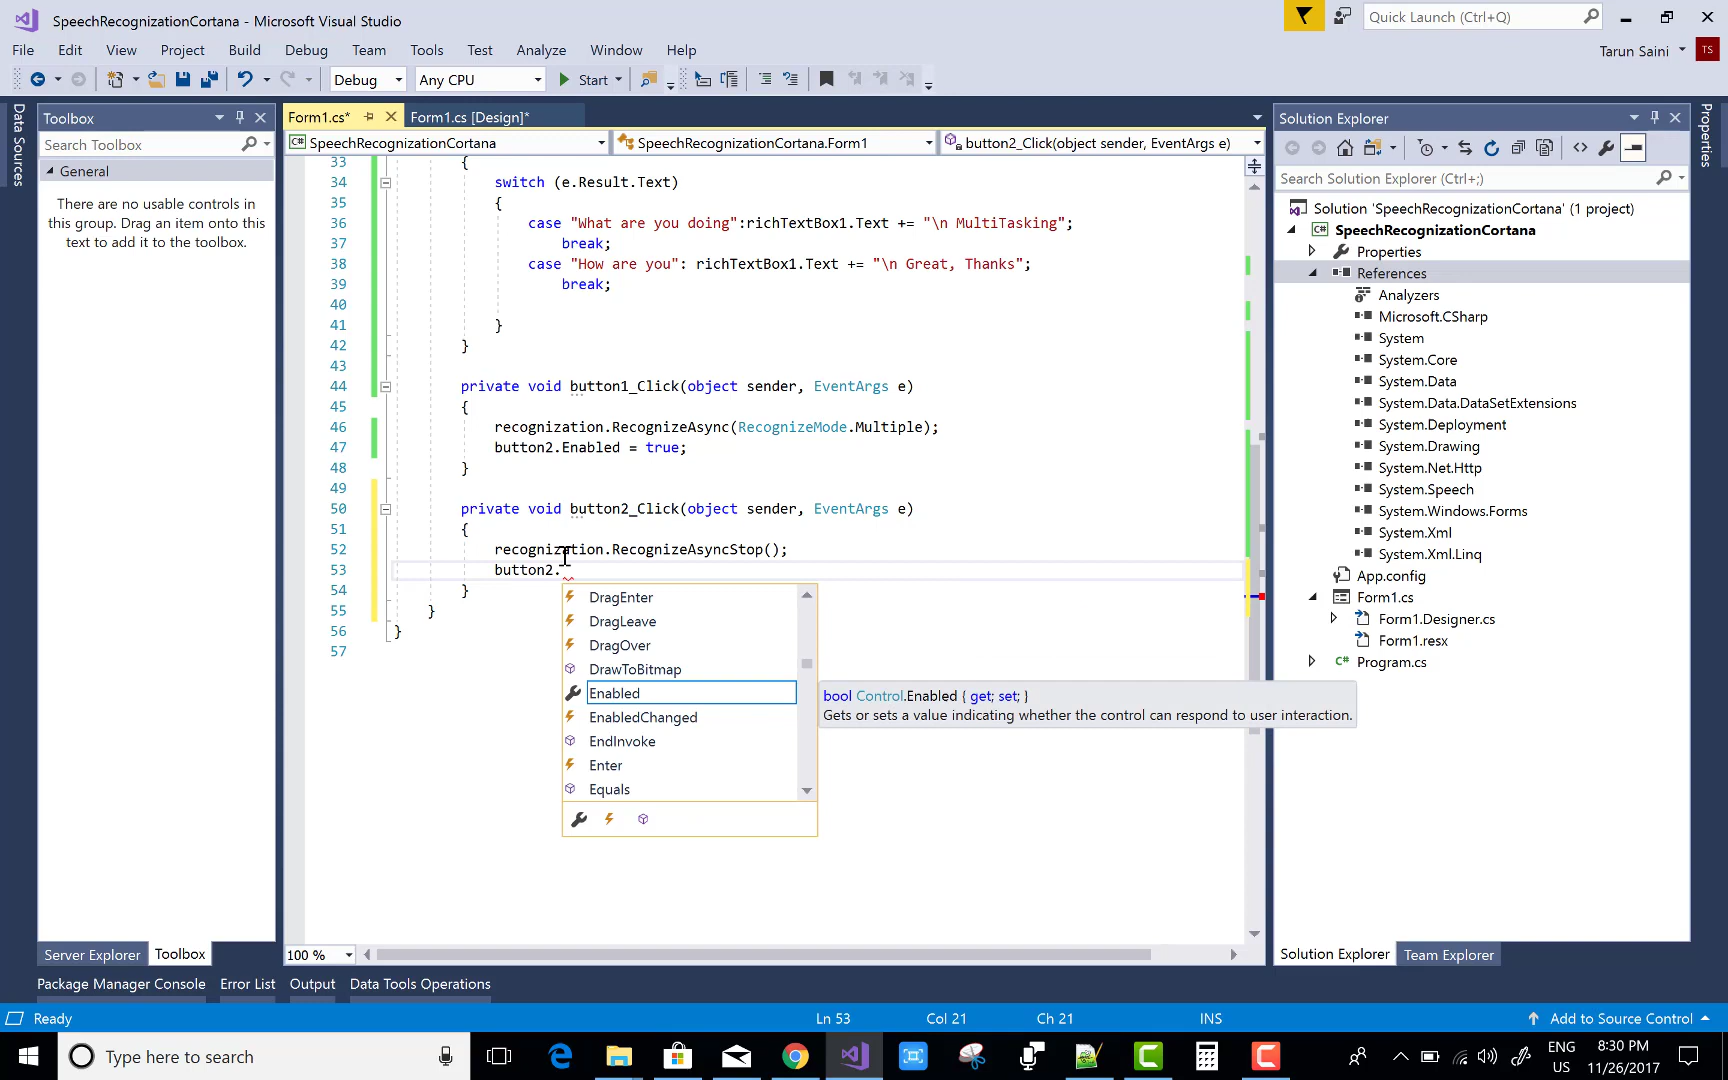 SpeechRecognizationCortana - Microsoft Visual Studio
Quick Launch (Ctrl+Q)
File Edit View Project Build Debug Team Tools Test Analyze Window Help
Tarun Saini TS
Debug Any CPU Start
Data Sources
Toolbox
Search Toolbox
General
There are no usable controls in
this group. Drag an item onto this
text to add it to the toolbox.
Server Explorer Toolbox
Form1.cs* Form1.cs [Design]*
SpeechRecognizationCortana SpeechRecognizationCortana.Form1 button2_Click(object sender, EventArgs e)
33 {
34 switch (e.Result.Text)
35 {
36 case "What are you doing":richTextBox1.Text += "\n MultiTasking";
37 break;
38 case "How are you": richTextBox1.Text += "\n Great, Thanks";
39 break;
40
41 }
42 }
43
44 private void button1_Click(object sender, EventArgs e)
45 {
46 recognization.RecognizeAsync(RecognizeMode.Multiple);
47 button2.Enabled = true;
48 }
49
50 private void button2_Click(object sender, EventArgs e)
51 {
52 recognization.RecognizeAsyncStop();
53 button2.
54 }
55 }
56 }
57
DragEnter
DragLeave
DragOver
DrawToBitmap
Enabled
EnabledChanged
EndInvoke
Enter
Equals
bool Control.Enabled { get; set; }
Gets or sets a value indicating whether the control can respond to user interaction.
100 %
Solution Explorer
Search Solution Explorer (Ctrl+;)
Solution 'SpeechRecognizationCortana' (1 project)
C# SpeechRecognizationCortana
Properties
References
Analyzers
Microsoft.CSharp
System
System.Core
System.Data
System.Data.DataSetExtensions
System.Deployment
System.Drawing
System.Net.Http
System.Speech
System.Windows.Forms
System.Xml
System.Xml.Linq
App.config
Form1.cs
Form1.Designer.cs
Form1.resx
C# Program.cs
Solution Explorer Team Explorer
Properties
Package Manager Console Error List Output Data Tools Operations
Ready Ln 53 Col 21 Ch 21 INS Add to Source Control
Type here to search
ENG
US
8:30 PM
11/26/2017